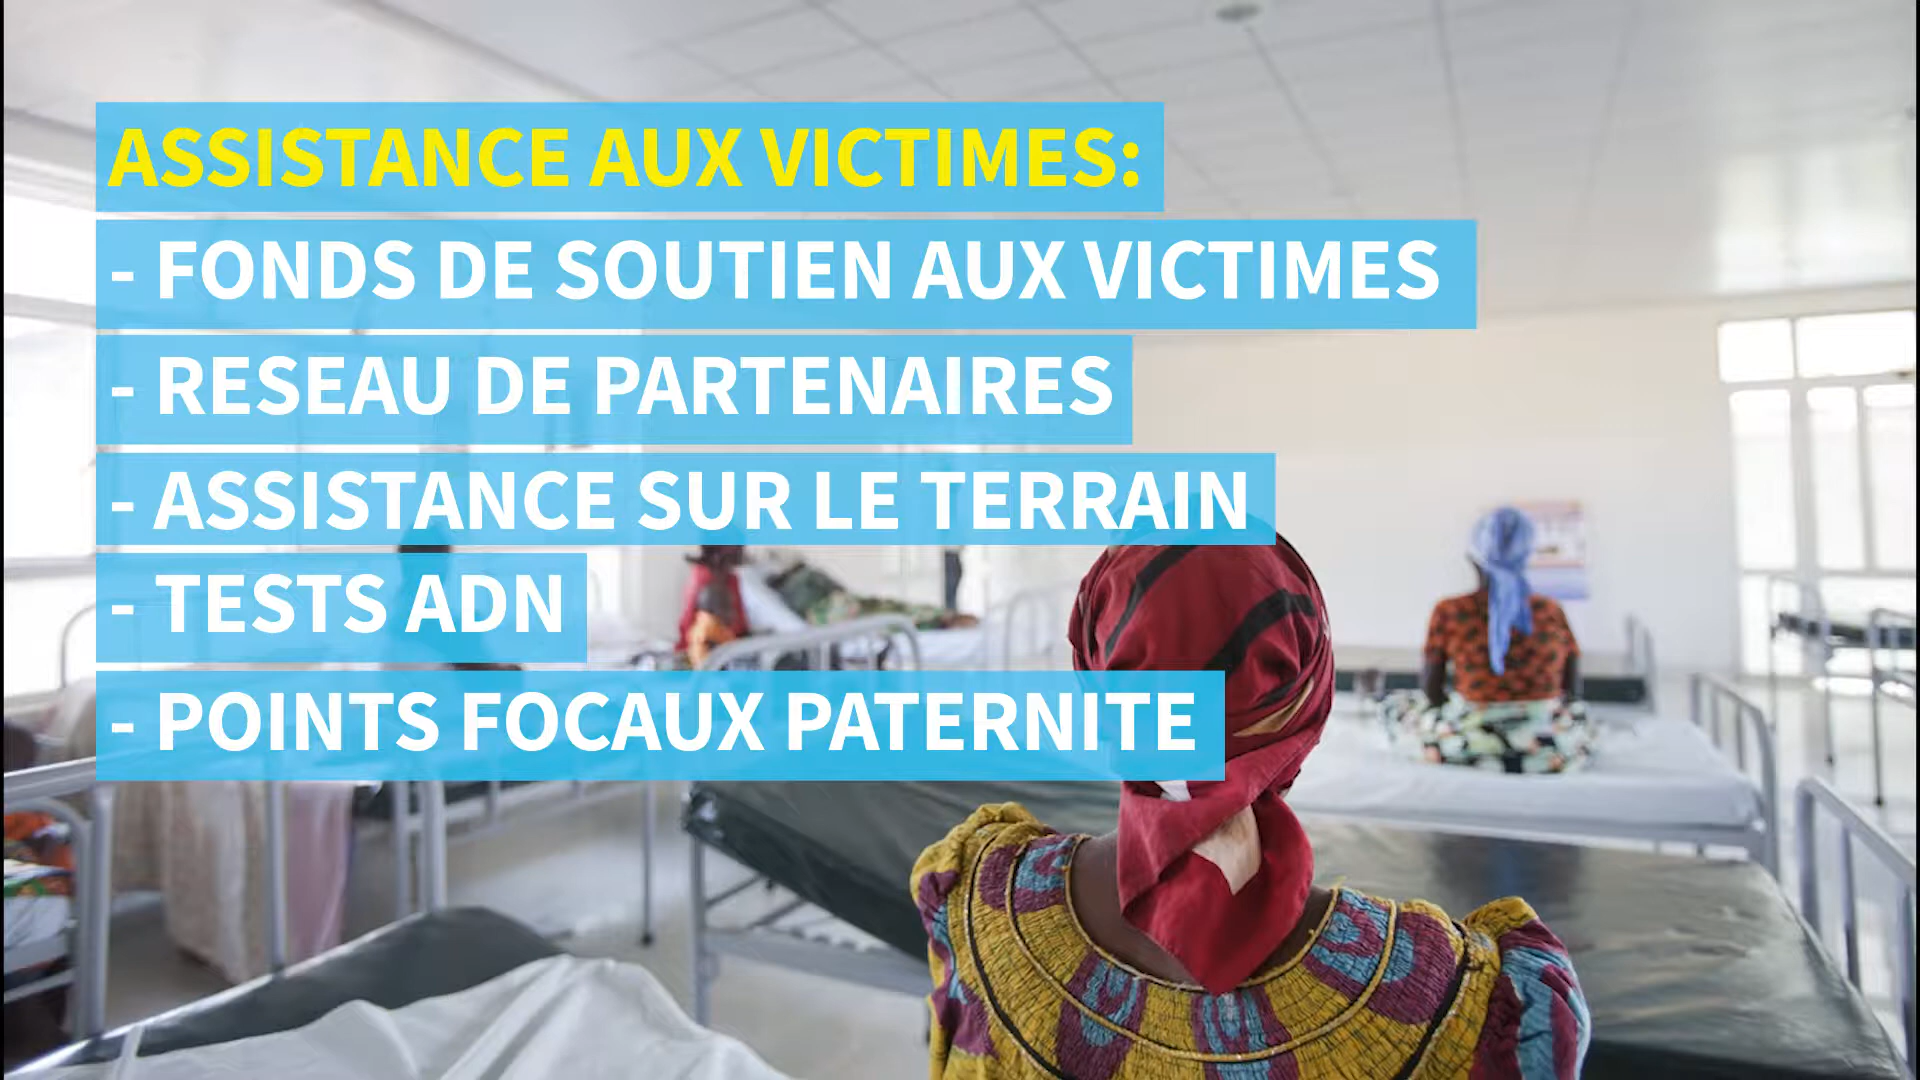 ASSISTANCE AUX VICTIMES:
- FONDS DE SOUTIEN AUX VICTIMES
- RESEAU DE PARTENAIRES
- ASSISTANCE SUR LE TERRAIN
- TESTS ADN
- POINTS FOCAUX PATERNITE